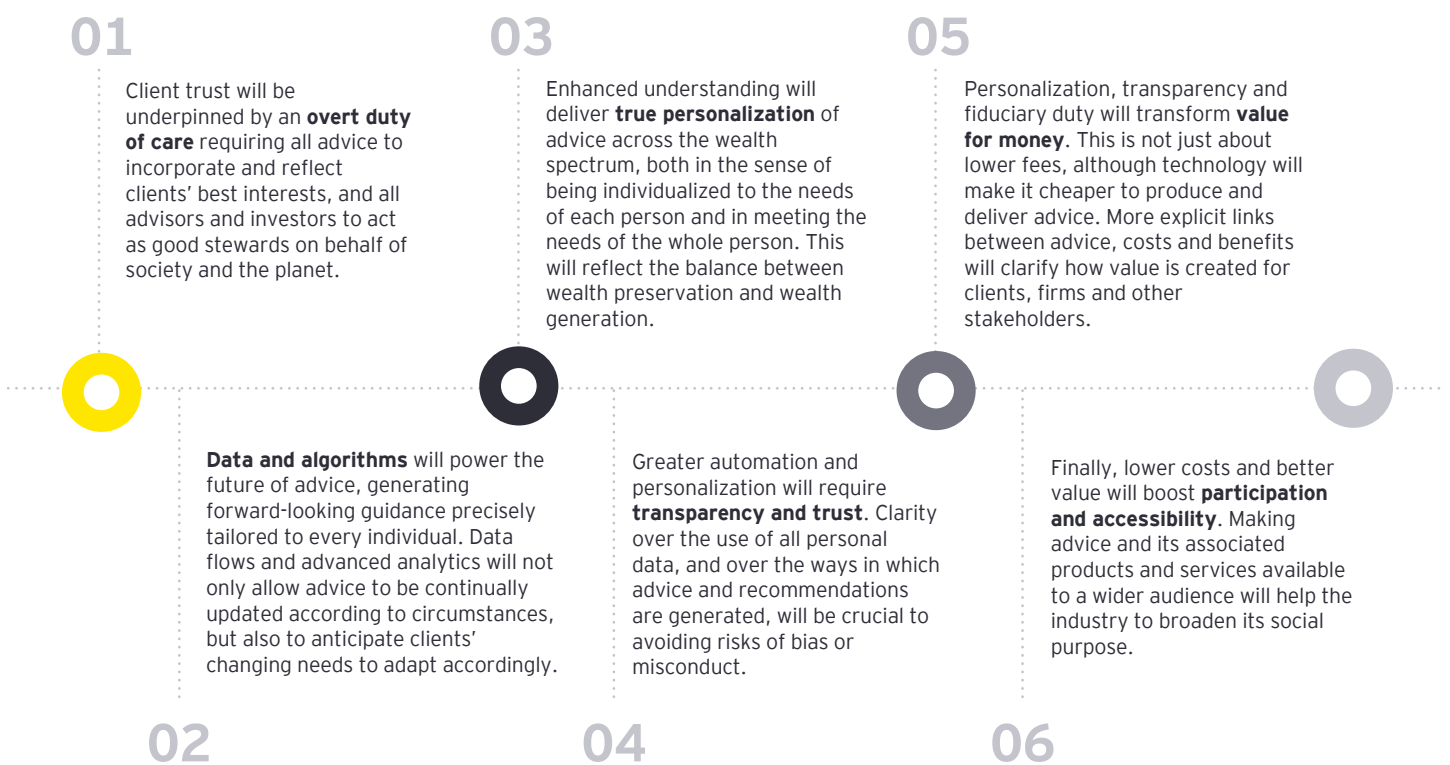 01
Client trust will be
underpinned by an overt duty
of care requiring all advice to
incorporate and reflect
clients’ best interests, and all
advisors and investors to act
as good stewards on behalf of
society and the planet.
Data and algorithms will power the
future of advice, generating
forward-looking guidance precisely
tailored to every individual. Data
flows and advanced analytics will not
only allow advice to be continually
updated according to circumstances,
but also to anticipate clients’
changing needs to adapt accordingly.
02
03
Enhanced understanding will
deliver true personalization of
advice across the wealth
spectrum, both in the sense of
being individualized to the needs
of each person and in meeting the
needs of the whole person. This
will reflect the balance between
wealth preservation and wealth
generation.
Greater automation and
personalization will require
transparency and trust. Clarity
over the use of all personal
data, and over the ways in which
advice and recommendations
are generated, will be crucial to
avoiding risks of bias or
misconduct.
04
05
Personalization, transparency and
fiduciary duty will transform value
for money. This is not just about
lower fees, although technology will
make it cheaper to produce and
deliver advice. More explicit links
between advice, costs and benefits
will clarify how value is created for
clients, firms and other
stakeholders.
Finally, lower costs and better
value will boost participation
and accessibility. Making
advice and its associated
products and services available
to a wider audience will help the
industry to broaden its social
purpose.
06